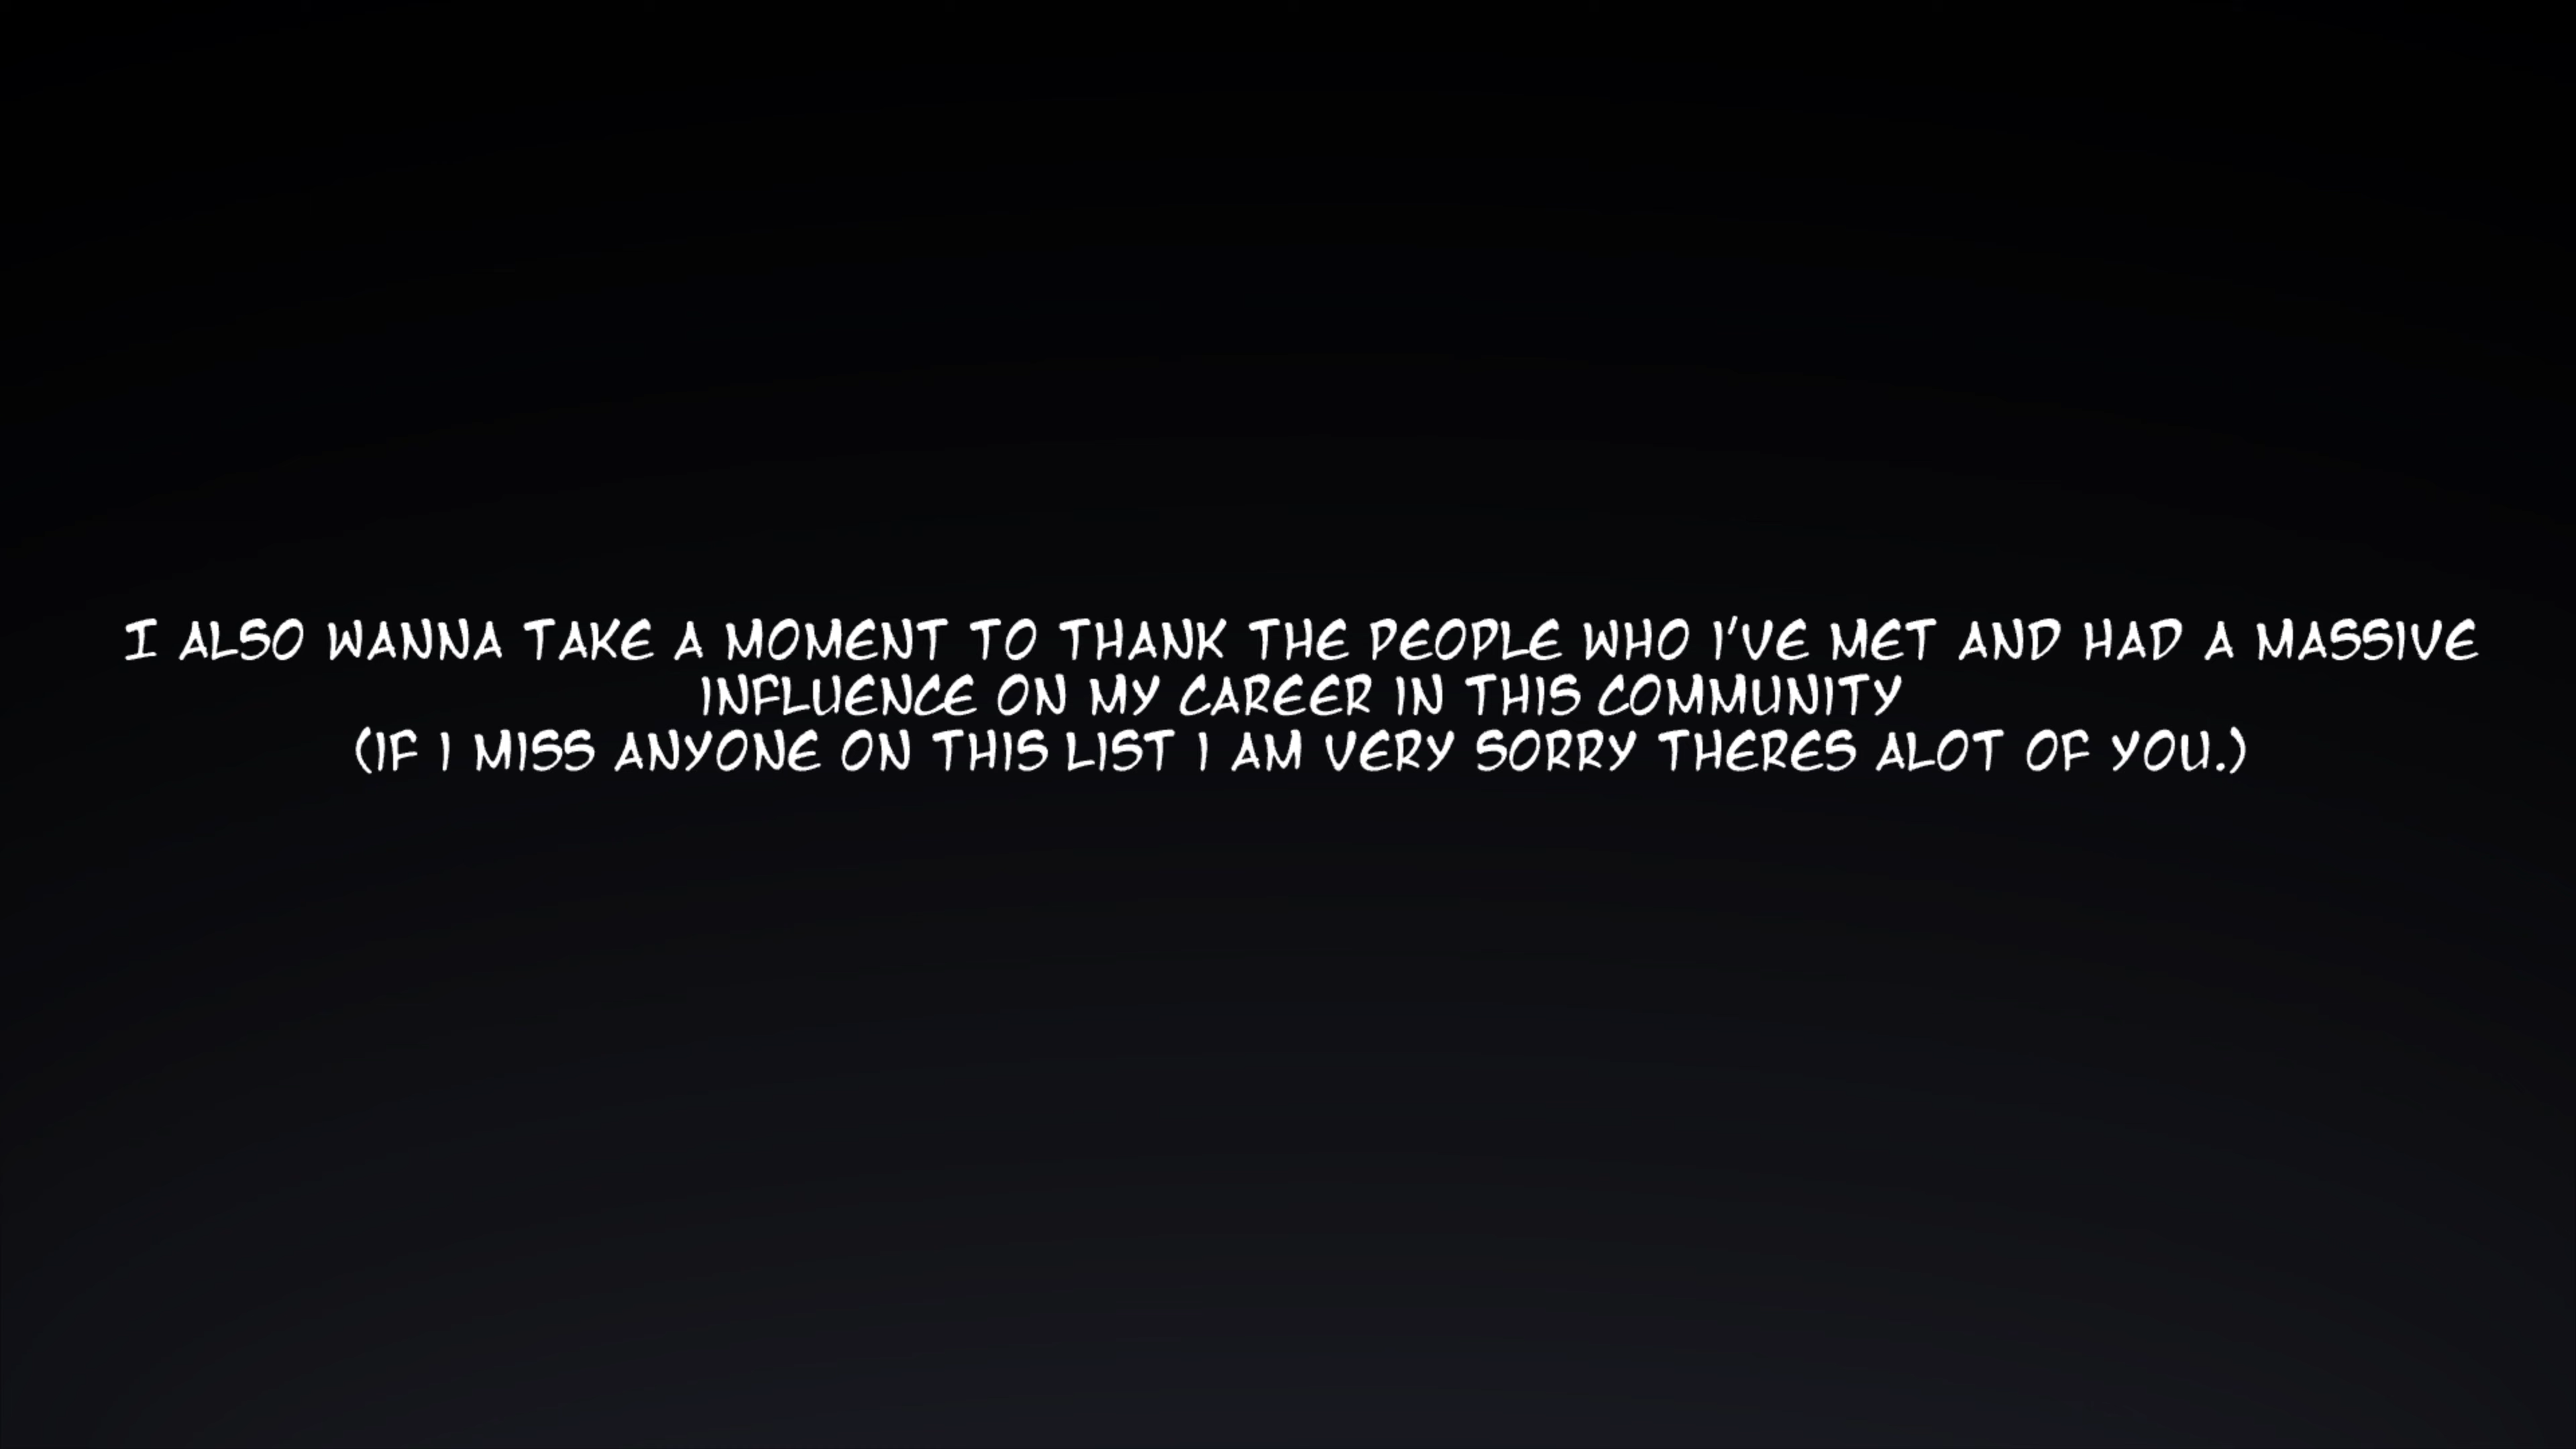 I ALSO WANNA TAKE A MOMENT TO THANK THE PEOPLE WHO I'VE MET AND HAD A MASSIVE
INFLUENCE ON MY CAREER IN THIS COMMUNITY
(IF I MISS ANYONE ON THIS LIST I AM VERY SORRY THERES ALOT OF YOU.)